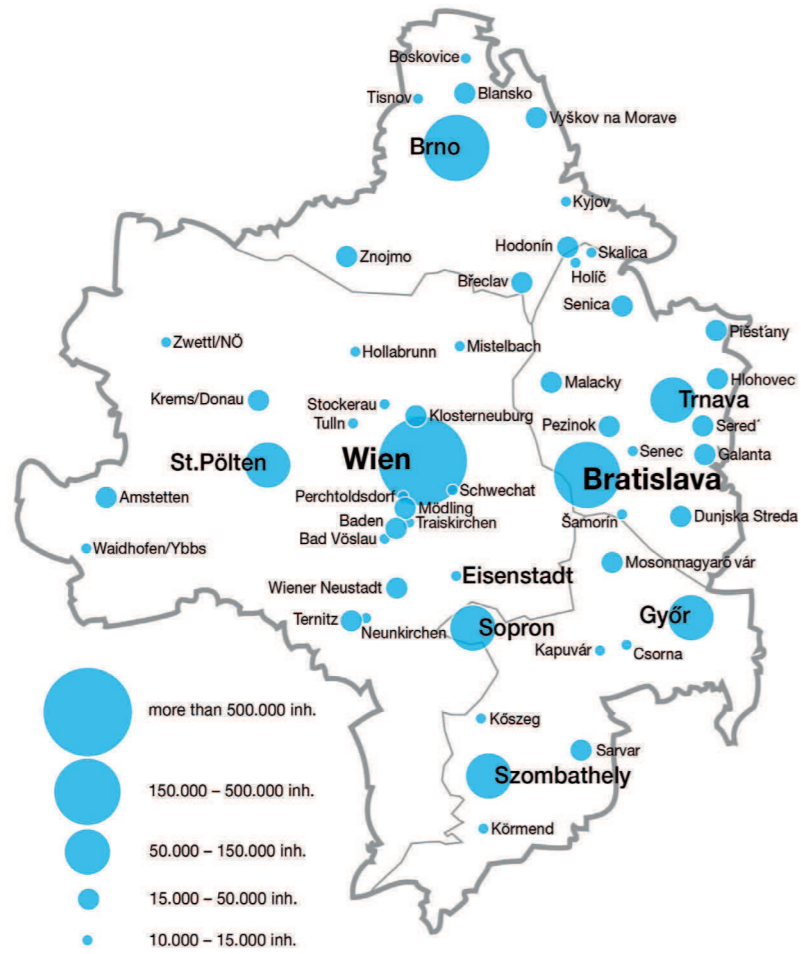 Boskovice
Tisnov
Blansko
Vyškov na Morave
Brno
Kyjov
Hodonín
Skalica
Holíč
Znojmo
Břeclav
Senica
Piešťany
Zwettl/NÖ
Hollabrunn
Mistelbach
Malacky
Hlohovec
Trnava
Krems/Donau
Stockerau
Klosterneuburg
Tulln
Pezinok
Sered´
Wien
St.Pölten
Senec
Galanta
Bratislava
Schwechat
Perchtoldsdorf
Amstetten
Mödling
Baden
Traiskirchen
Šamorín
Dunjska Streda
Bad Vöslau
Waidhofen/Ybbs
Mosonmagyaró vár
Eisenstadt
Wiener Neustadt
Győr
Ternitz
Neunkirchen
Sopron
Kapuvár
Csorna
Kőszeg
Sarvar
Szombathely
Körmend
more than 500.000 inh.
150.000 – 500.000 inh.
50.000 – 150.000 inh.
15.000 – 50.000 inh.
10.000 – 15.000 inh.